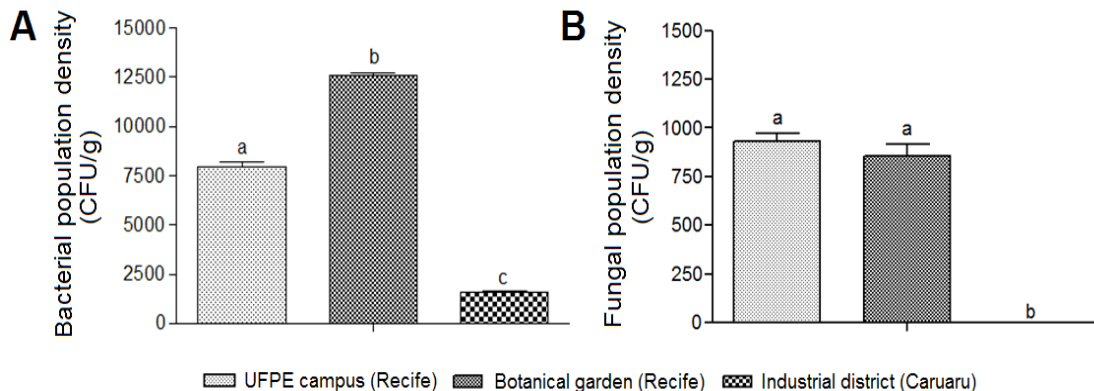 A
Bacterial population density
(CFU/g)
15000
12500
10000
7500
5000
2500
0
a
b
c
B
Fungal population density
(CFU/g)
1500
1250
1000
750
500
250
0
a
a
b
UFPE campus (Recife)
Botanical garden (Recife)
Industrial district (Caruaru)